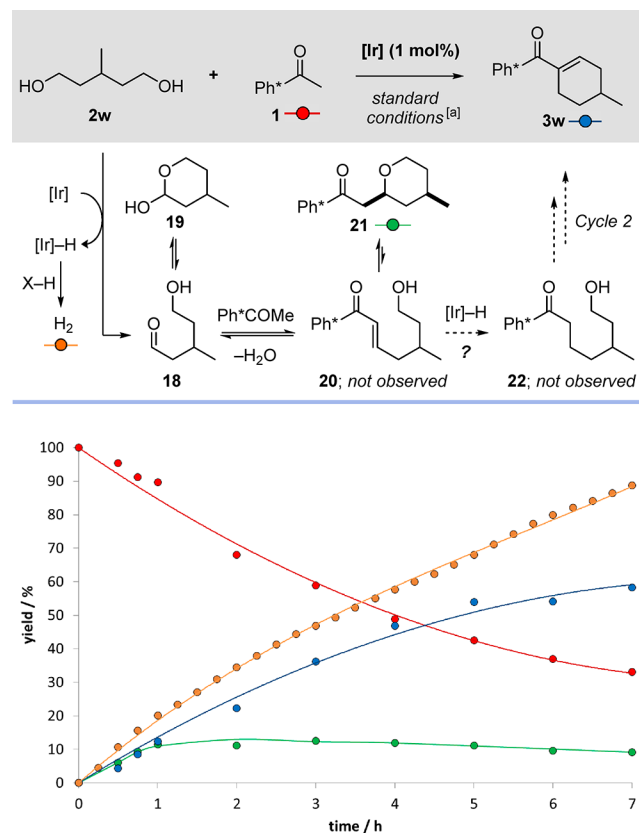 HO
OH
2w
+
Ph*
O
1
[Ir] (1 mol%)
standard
conditions[a]
Ph*
O
3w
[Ir]
[Ir]–H
X–H
H2
O
HO
19
OH
O
18
Ph*COMe
–H2O
O
O
Ph*
21
O
OH
Ph*
20; not observed
[Ir]–H
?
O
OH
Ph*
22; not observed
Cycle 2
yield / %
100
90
80
70
60
50
40
30
20
10
0
0
1
2
3
4
5
6
7
time / h